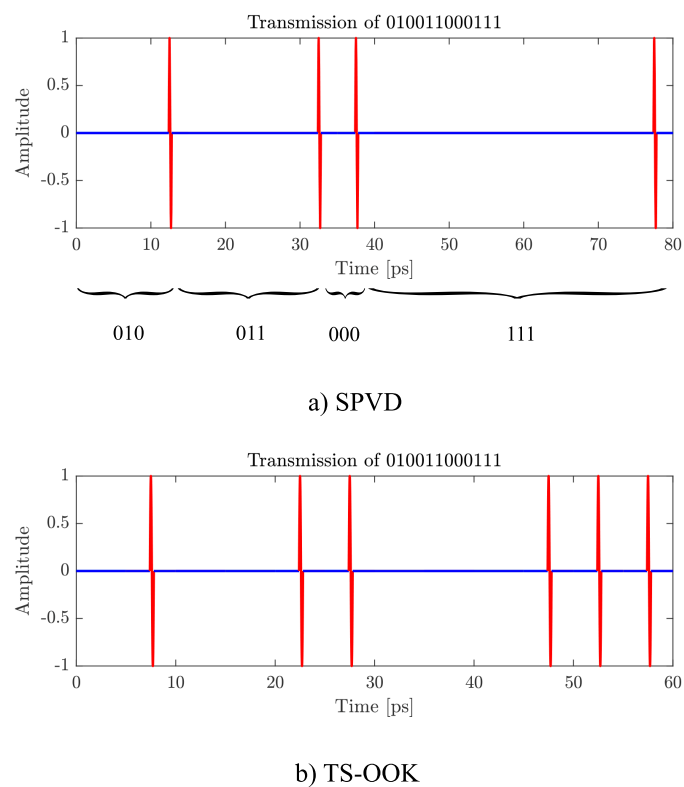 Transmission of 010011000111
1
0.5
0
-0.5
-1
Amplitude
0 10 20 30 40 50 60 70 80
Time [ps]
010 011 000 111
a) SPVD
Transmission of 010011000111
1
0.5
0
-0.5
-1
Amplitude
0 10 20 30 40 50 60
Time [ps]
b) TS-OOK